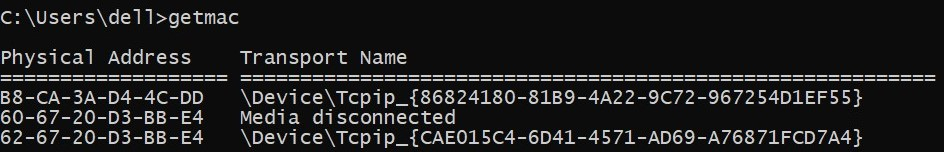 C:\Users\dell>getmac
Physical Address    Transport Name
=================== ==========================================================
B8-CA-3A-D4-4C-DD   \Device\Tcpip_{86824180-81B9-4A22-9C72-967254D1EF55}
60-67-20-D3-BB-E4   Media disconnected
62-67-20-D3-BB-E4   \Device\Tcpip_{CAE015C4-6D41-4571-AD69-A76871FCD7A4}